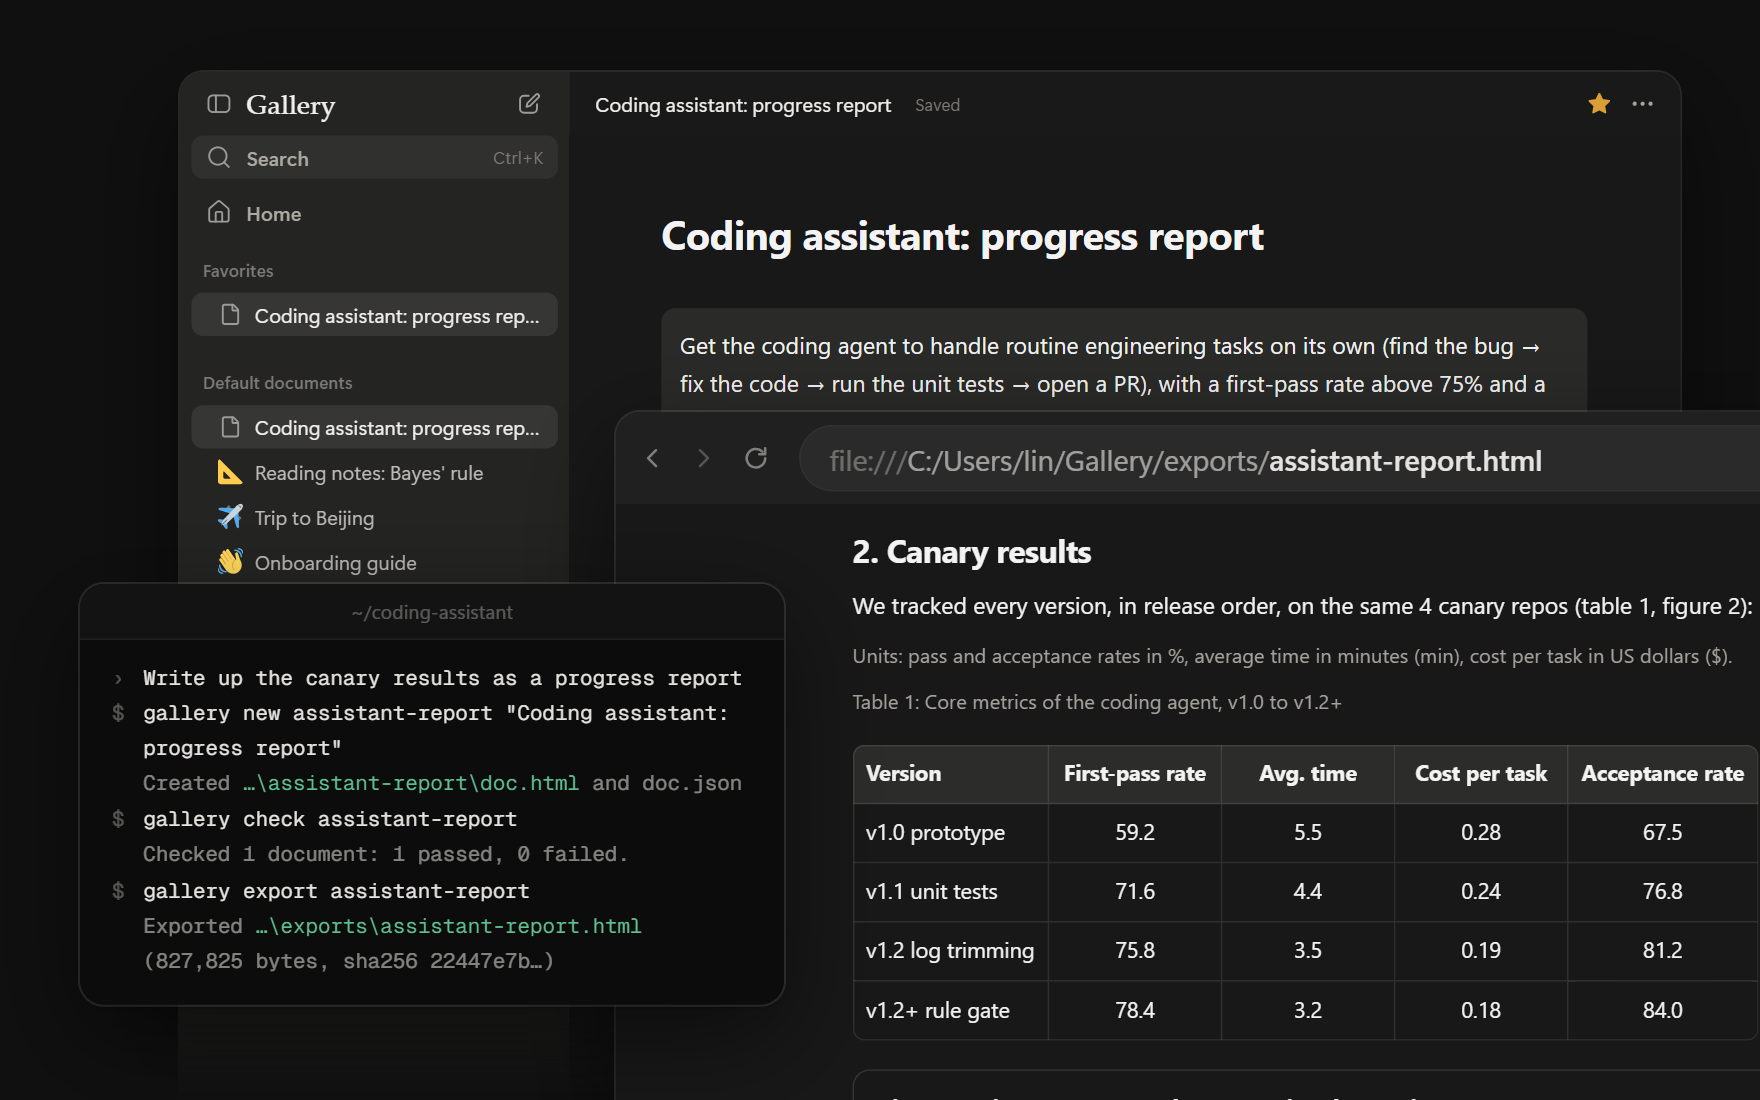 Gallery
Search Ctrl+K
Home
Favorites
Coding assistant: progress rep...
Default documents
Coding assistant: progress rep...
Reading notes: Bayes' rule
Trip to Beijing
Onboarding guide
Coding assistant: progress report Saved
Coding assistant: progress report
Get the coding agent to handle routine engineering tasks on its own (find the bug →
fix the code → run the unit tests → open a PR), with a first-pass rate above 75% and a
~/coding-assistant
› Write up the canary results as a progress report
$ gallery new assistant-report "Coding assistant:
progress report"
Created …\assistant-report\doc.html and doc.json
$ gallery check assistant-report
Checked 1 document: 1 passed, 0 failed.
$ gallery export assistant-report
Exported …\exports\assistant-report.html
(827,825 bytes, sha256 22447e7b…)
file:///C:/Users/lin/Gallery/exports/assistant-report.html
2. Canary results
We tracked every version, in release order, on the same 4 canary repos (table 1, figure 2):
Units: pass and acceptance rates in %, average time in minutes (min), cost per task in US dollars ($).
Table 1: Core metrics of the coding agent, v1.0 to v1.2+
Version First-pass rate Avg. time Cost per task Acceptance rate
v1.0 prototype 59.2 5.5 0.28 67.5
v1.1 unit tests 71.6 4.4 0.24 76.8
v1.2 log trimming 75.8 3.5 0.19 81.2
v1.2+ rule gate 78.4 3.2 0.18 84.0